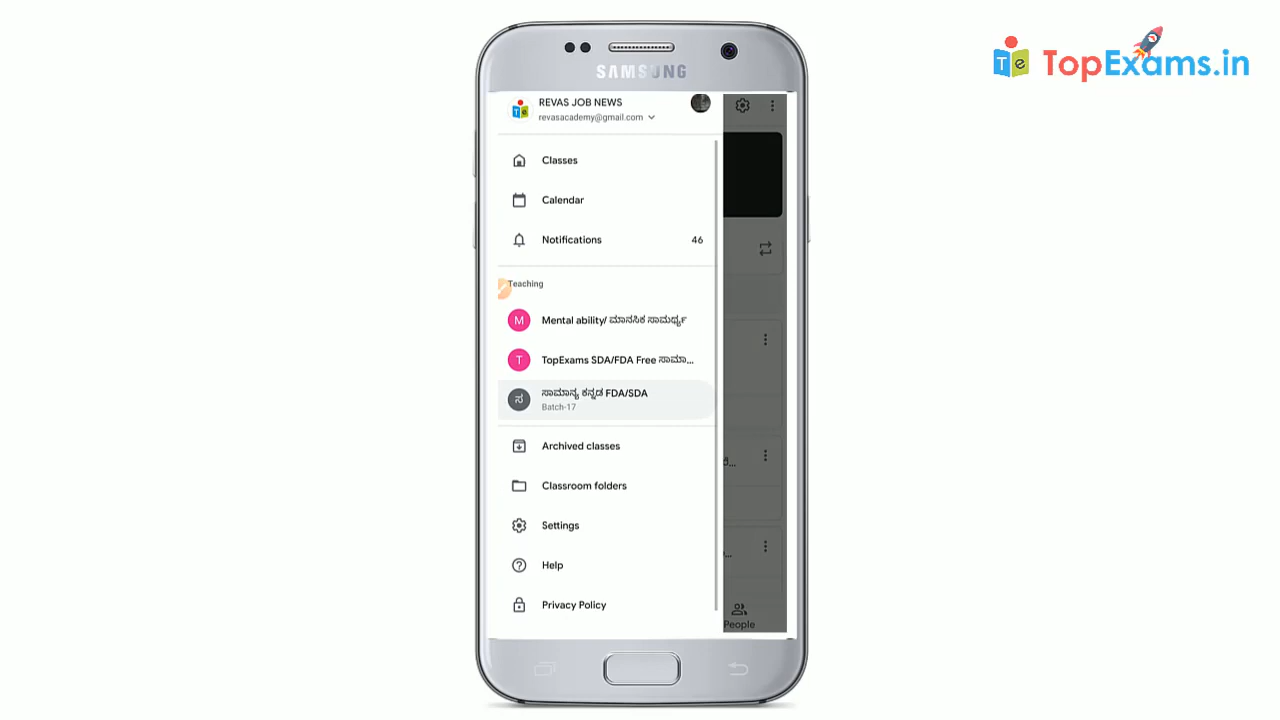 Te TopExams.in
SAMSUNG
REVAS JOB NEWS
revasacademy@gmail.com
Classes
Calendar
Notifications 46
Teaching
M Mental ability/ ಮಾನಸಿಕ ಸಾಮರ್ಥ್ಯ
T TopExams SDA/FDA Free ಸಾಮಾ...
ಸ ಸಾಮಾನ್ಯ ಕನ್ನಡ FDA/SDA
Batch-17
Archived classes
Classroom folders
Settings
Help
Privacy Policy
People